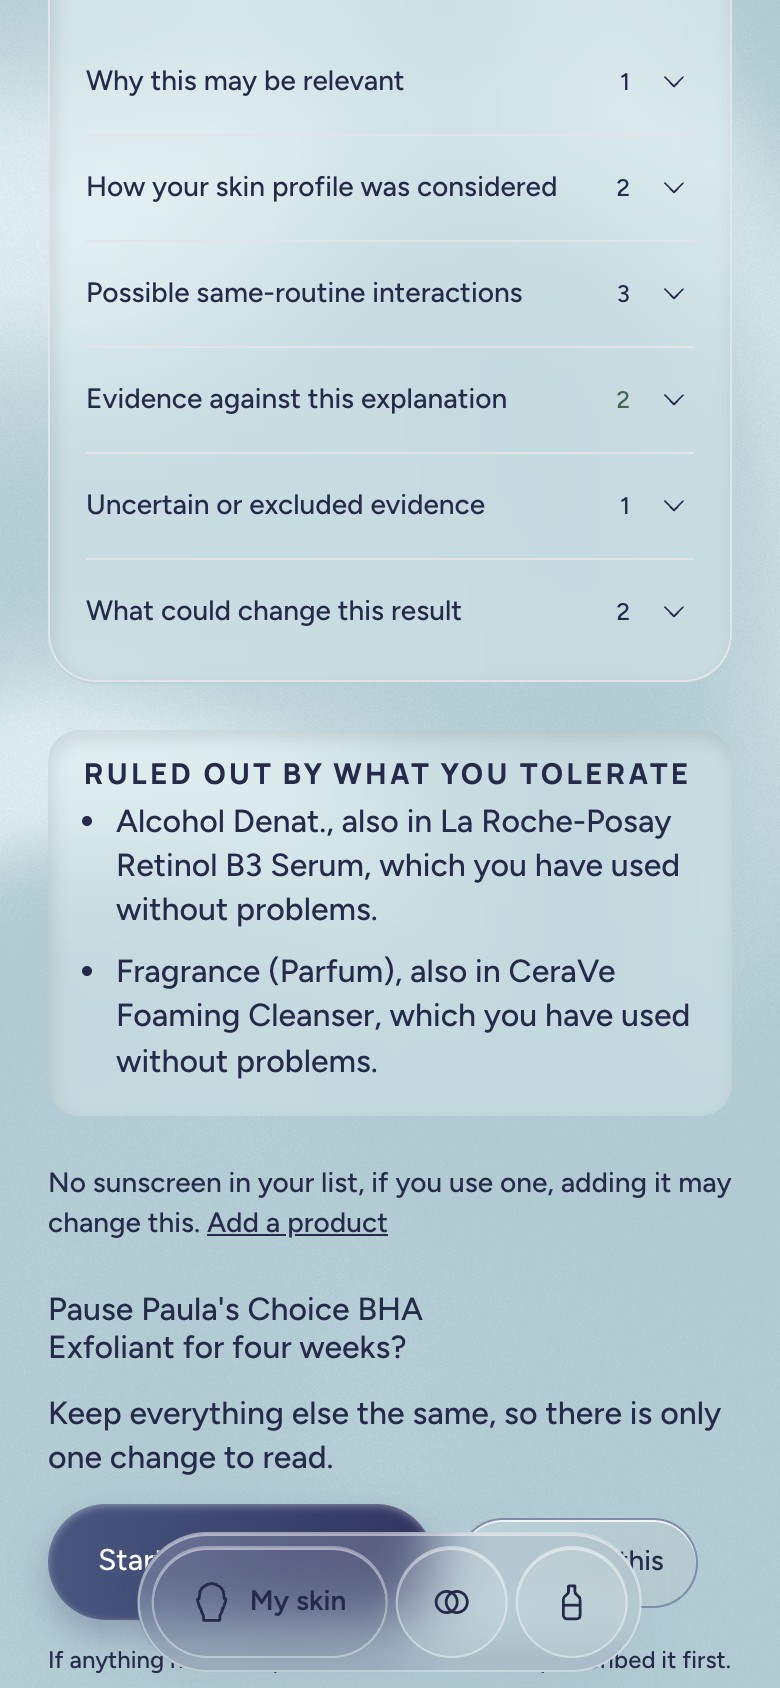 Why this may be relevant 1
How your skin profile was considered 2
Possible same-routine interactions 3
Evidence against this explanation 2
Uncertain or excluded evidence 1
What could change this result 2
RULED OUT BY WHAT YOU TOLERATE
• Alcohol Denat., also in La Roche-Posay
Retinol B3 Serum, which you have used
without problems.
• Fragrance (Parfum), also in CeraVe
Foaming Cleanser, which you have used
without problems.
No sunscreen in your list, if you use one, adding it may
change this. Add a product
Pause Paula's Choice BHA
Exfoliant for four weeks?
Keep everything else the same, so there is only
one change to read.
this
My skin
If anything
it first.